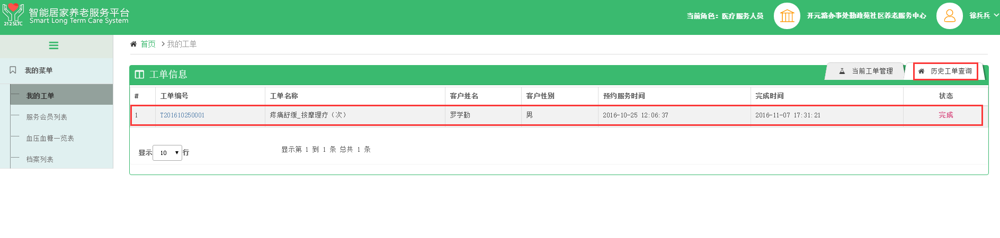 智能居家养老服务平台
Smart Long Term Care System
212SLTC
当前角色：医疗服务人员
开元路办事处勤政苑社区养老服务中心
徐兵兵
首页 > 我的工单
我的菜单
我的工单
服务会员列表
血压血糖一览表
档案列表
工单信息
当前工单管理
历史工单查询
# 工单编号 工单名称 客户姓名 客户性别 预约服务时间 完成时间 状态
1 T201610250001 疼痛舒缓_按摩理疗（次） 罗学勤 男 2016-10-25 12:06:37 2016-11-07 17:31:21 完成
显示 10 行
显示第 1 到 1 条 总共 1 条